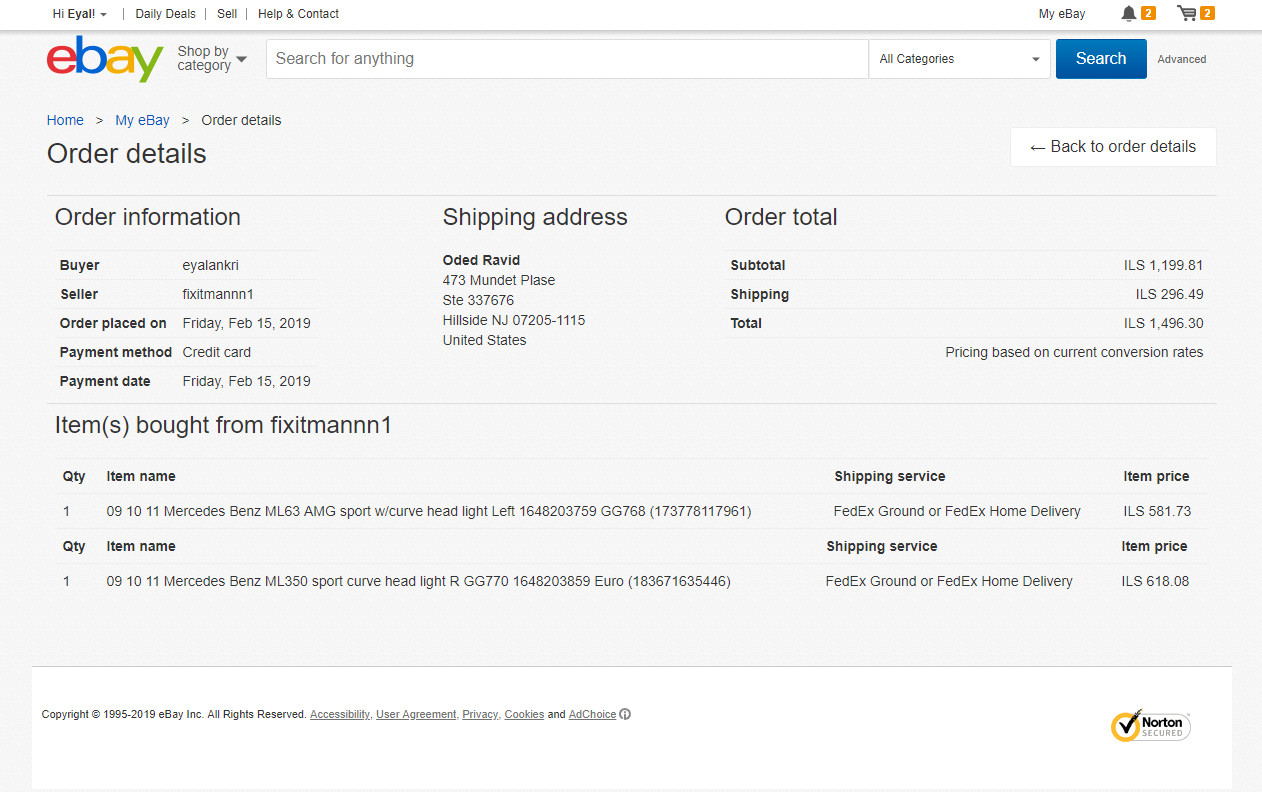 Hi Eyal! Daily Deals Sell Help & Contact My eBay 2 2
ebay Shop by category Search for anything All Categories Search Advanced
Home > My eBay > Order details
Order details
← Back to order details
Order information
Buyer eyalankri
Seller fixitmannn1
Order placed on Friday, Feb 15, 2019
Payment method Credit card
Payment date Friday, Feb 15, 2019
Shipping address
Oded Ravid
473 Mundet Plase
Ste 337676
Hillside NJ 07205-1115
United States
Order total
Subtotal ILS 1,199.81
Shipping ILS 296.49
Total ILS 1,496.30
Pricing based on current conversion rates
Item(s) bought from fixitmannn1
Qty Item name Shipping service Item price
1 09 10 11 Mercedes Benz ML63 AMG sport w/curve head light Left 1648203759 GG768 (173778117961) FedEx Ground or FedEx Home Delivery ILS 581.73
Qty Item name Shipping service Item price
1 09 10 11 Mercedes Benz ML350 sport curve head light R GG770 1648203859 Euro (183671635446) FedEx Ground or FedEx Home Delivery ILS 618.08
Copyright © 1995-2019 eBay Inc. All Rights Reserved. Accessibility, User Agreement, Privacy, Cookies and AdChoice
Norton
SECURED